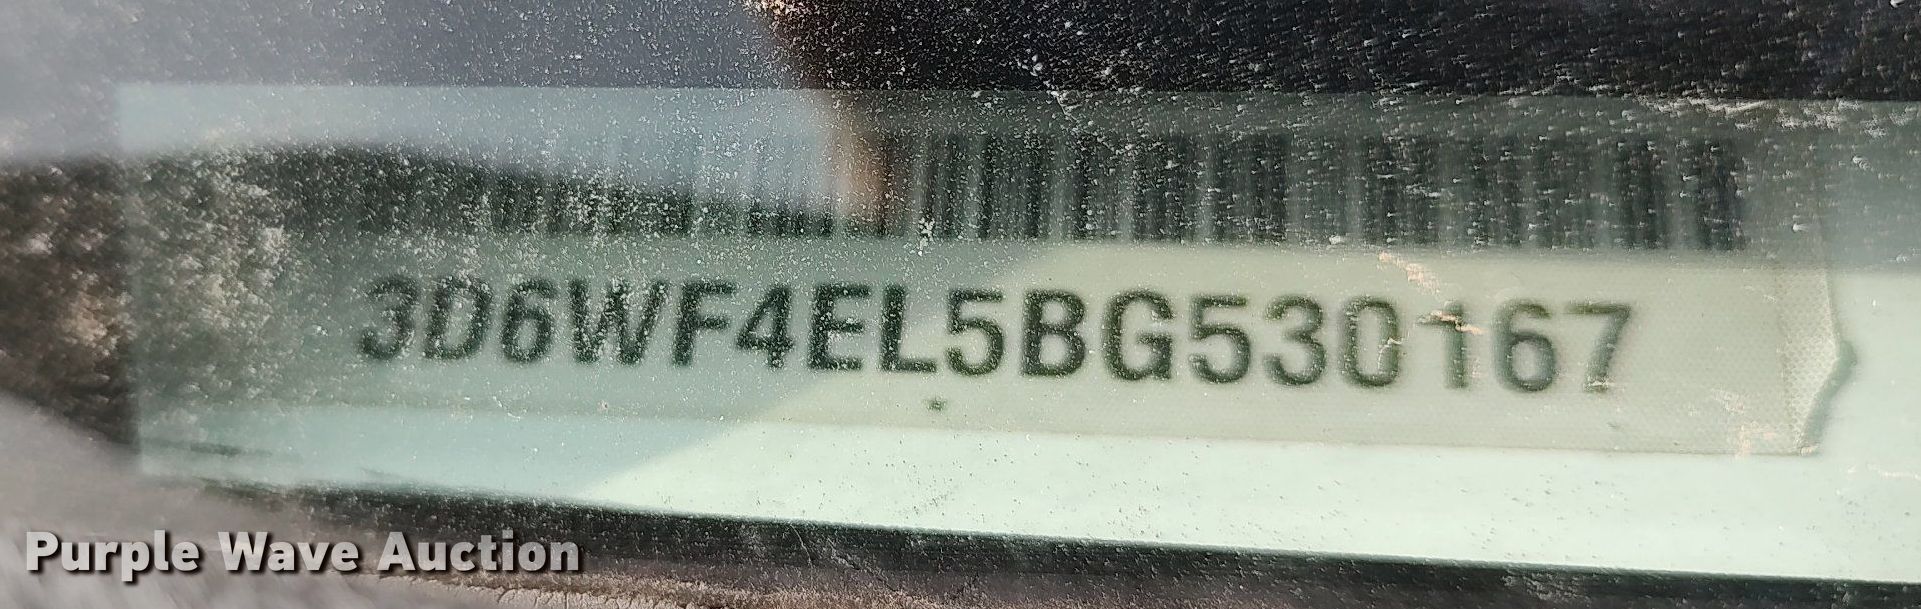 3D6WF4EL5BG530167
Purple Wave Auction